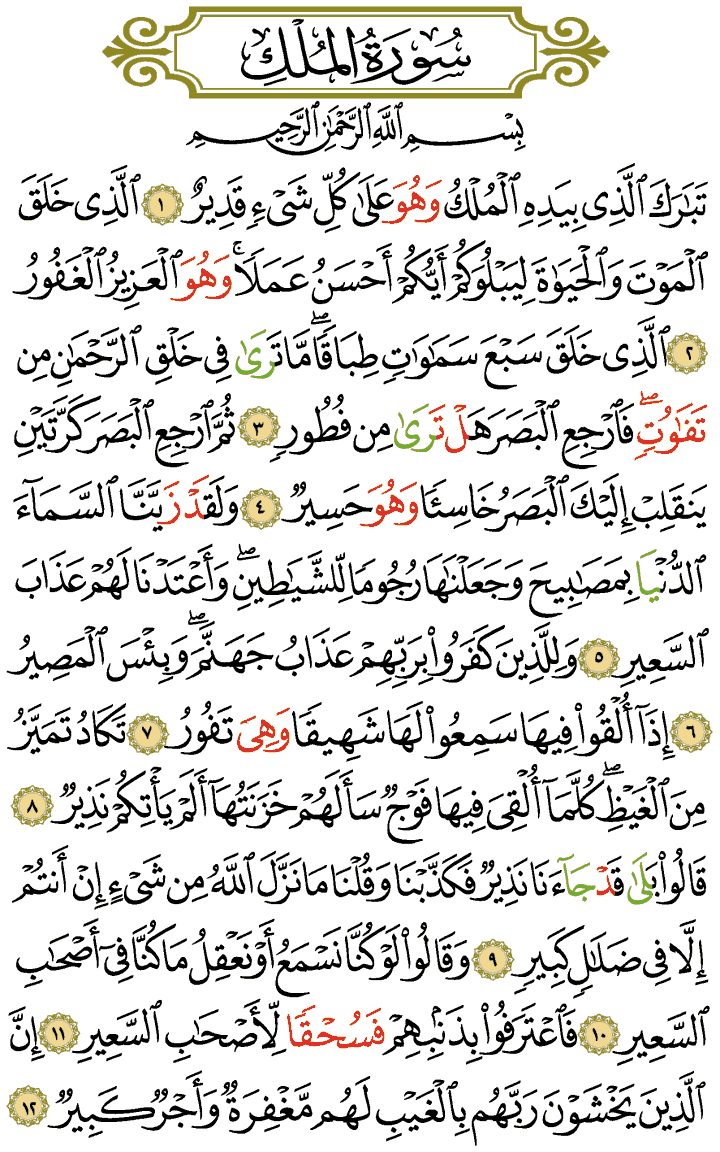 سُورَةُ الْمُلْكِ
بِسْمِ ٱللَّهِ ٱلرَّحْمَٰنِ ٱلرَّحِيمِ
تَبَٰرَكَ ٱلَّذِى بِيَدِهِ ٱلْمُلْكُ وَهُوَ عَلَىٰ كُلِّ شَىْءٍ قَدِيرٌ ١ ٱلَّذِى خَلَقَ
ٱلْمَوْتَ وَٱلْحَيَوٰةَ لِيَبْلُوَكُمْ أَيُّكُمْ أَحْسَنُ عَمَلًا ۚ وَهُوَ ٱلْعَزِيزُ ٱلْغَفُورُ
٢ ٱلَّذِى خَلَقَ سَبْعَ سَمَٰوَٰتٍ طِبَاقًا ۖ مَّا تَرَىٰ فِى خَلْقِ ٱلرَّحْمَٰنِ مِن
تَفَٰوُتٍ ۖ فَٱرْجِعِ ٱلْبَصَرَ هَلْ تَرَىٰ مِن فُطُورٍ ٣ ثُمَّ ٱرْجِعِ ٱلْبَصَرَ كَرَّتَيْنِ
يَنقَلِبْ إِلَيْكَ ٱلْبَصَرُ خَاسِئًا وَهُوَ حَسِيرٌ ٤ وَلَقَدْ زَيَّنَّا ٱلسَّمَآءَ
ٱلدُّنْيَا بِمَصَٰبِيحَ وَجَعَلْنَٰهَا رُجُومًا لِّلشَّيَٰطِينِ ۖ وَأَعْتَدْنَا لَهُمْ عَذَابَ
ٱلسَّعِيرِ ٥ وَلِلَّذِينَ كَفَرُوا۟ بِرَبِّهِمْ عَذَابُ جَهَنَّمَ ۖ وَبِئْسَ ٱلْمَصِيرُ
٦ إِذَآ أُلْقُوا۟ فِيهَا سَمِعُوا۟ لَهَا شَهِيقًا وَهِىَ تَفُورُ ٧ تَكَادُ تَمَيَّزُ
مِنَ ٱلْغَيْظِ ۖ كُلَّمَآ أُلْقِىَ فِيهَا فَوْجٌ سَأَلَهُمْ خَزَنَتُهَآ أَلَمْ يَأْتِكُمْ نَذِيرٌ ٨
قَالُوا۟ بَلَىٰ قَدْ جَآءَنَا نَذِيرٌ فَكَذَّبْنَا وَقُلْنَا مَا نَزَّلَ ٱللَّهُ مِن شَىْءٍ إِنْ أَنتُمْ
إِلَّا فِى ضَلَٰلٍ كَبِيرٍ ٩ وَقَالُوا۟ لَوْ كُنَّا نَسْمَعُ أَوْ نَعْقِلُ مَا كُنَّا فِىٓ أَصْحَٰبِ
ٱلسَّعِيرِ ١٠ فَٱعْتَرَفُوا۟ بِذَنۢبِهِمْ فَسُحْقًا لِّأَصْحَٰبِ ٱلسَّعِيرِ ١١ إِنَّ
ٱلَّذِينَ يَخْشَوْنَ رَبَّهُم بِٱلْغَيْبِ لَهُم مَّغْفِرَةٌ وَأَجْرٌ كَبِيرٌ ١٢